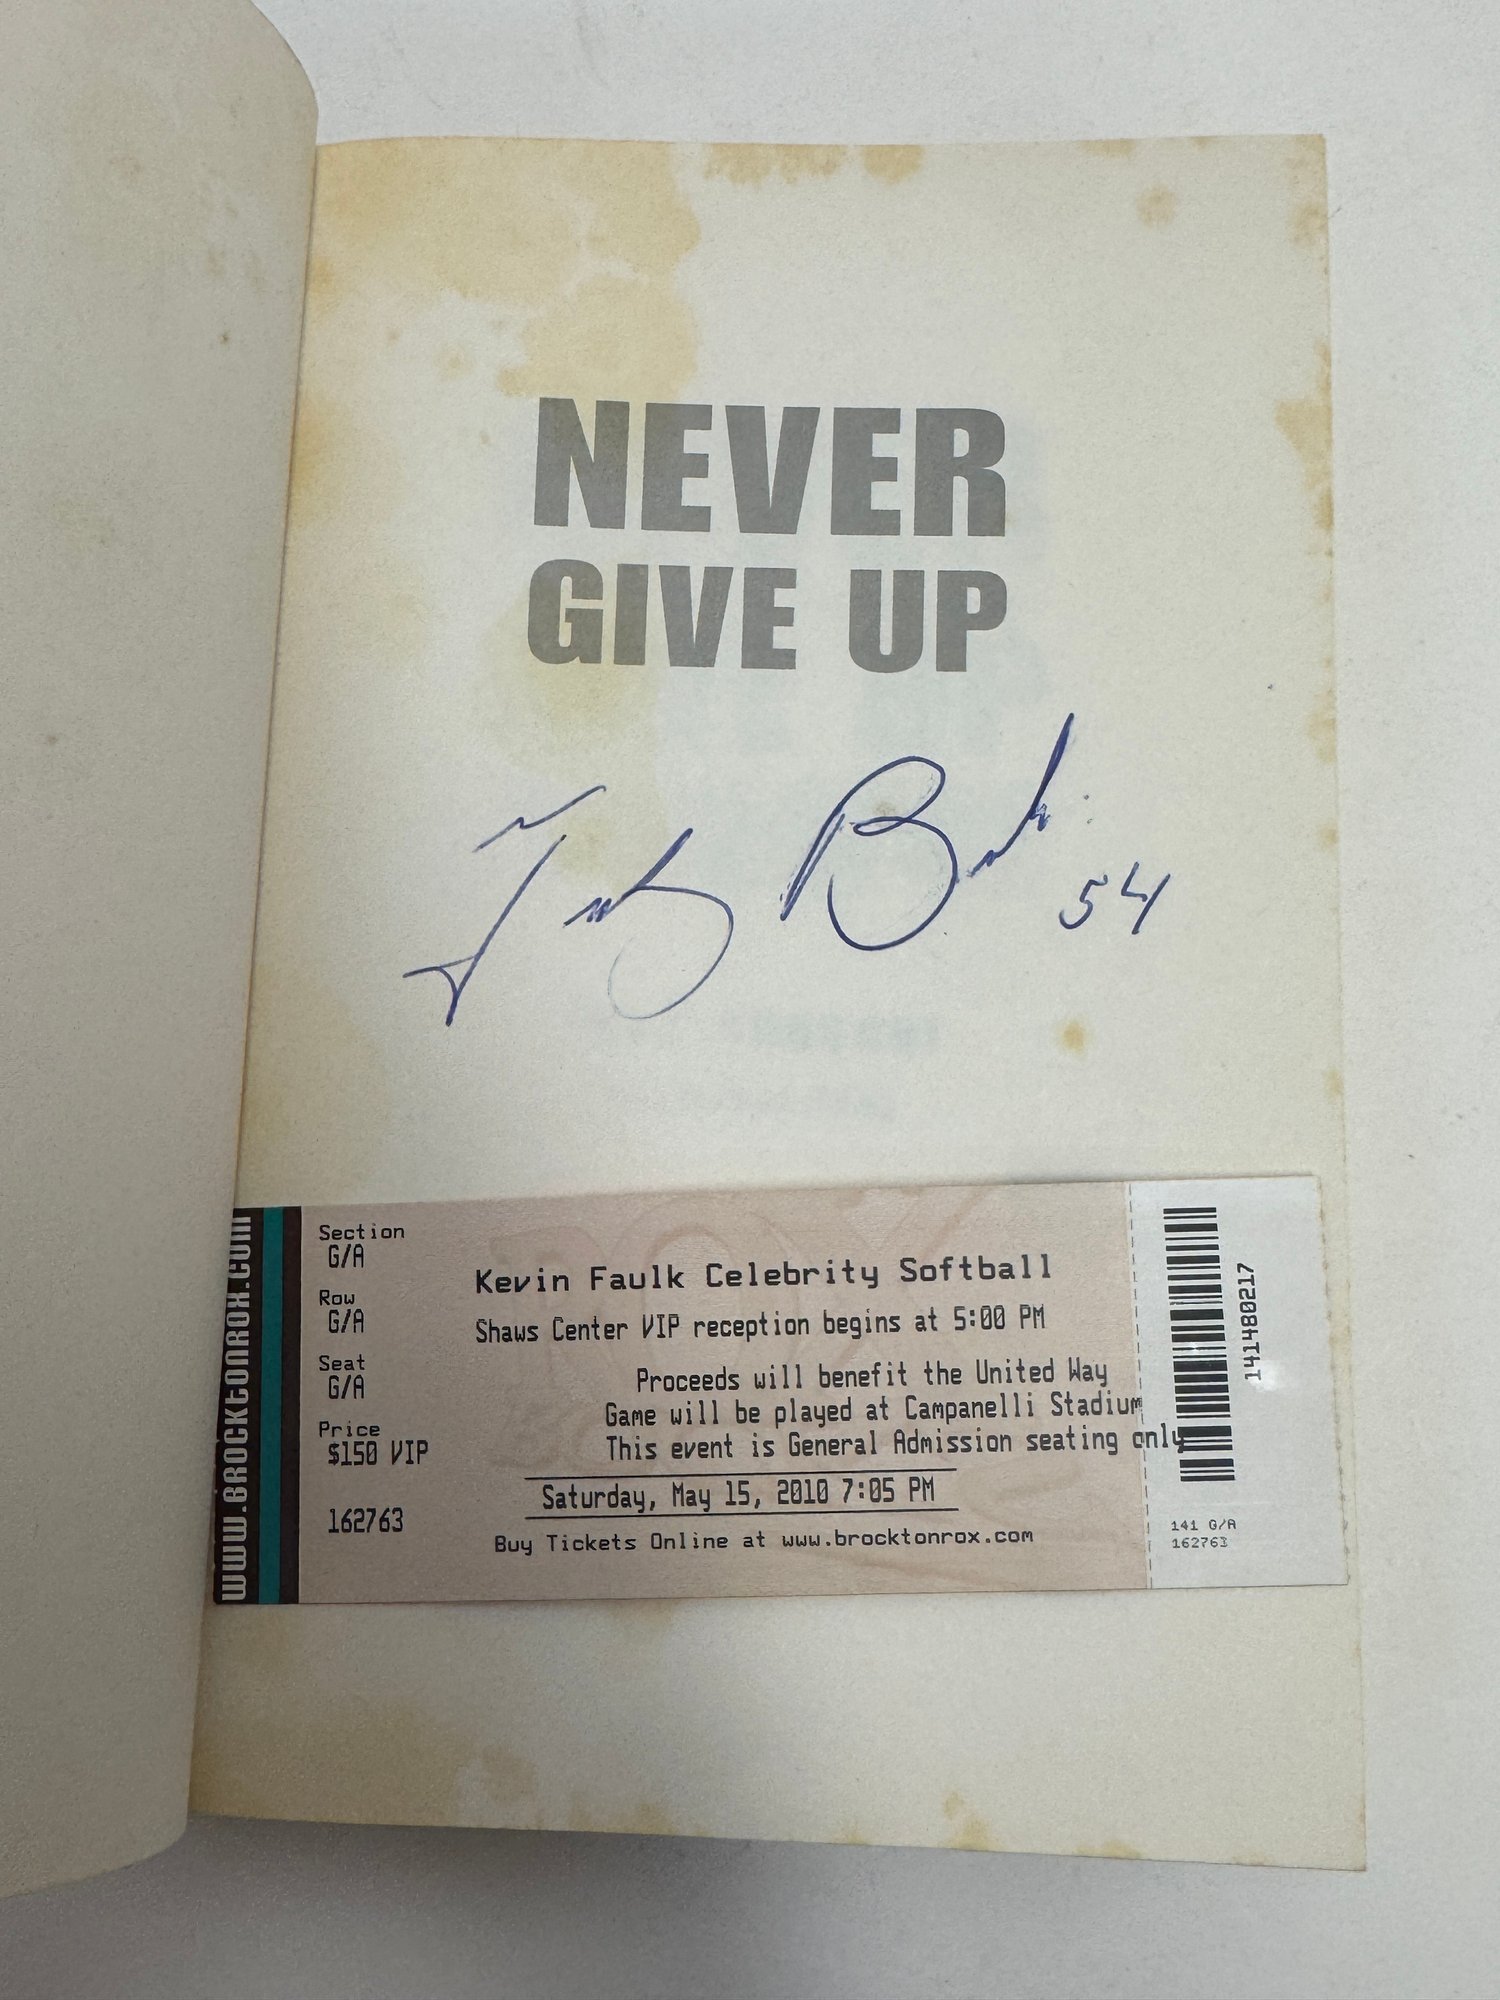 NEVER
GIVE UP
Tedy Bruschi 54
WWW.BROCKTONROX.COM
Section
G/A
Row
G/A
Seat
G/A
Price
$150 VIP
162763
Kevin Faulk Celebrity Softball
Shaws Center VIP reception begins at 5:00 PM
Proceeds will benefit the United Way
Game will be played at Campanelli Stadium
This event is General Admission seating only
Saturday, May 15, 2010 7:05 PM
Buy Tickets Online at www.brocktonrox.com
141480217
141 G/A
162763